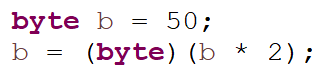 byte b = 50;
b = (byte)(b * 2);